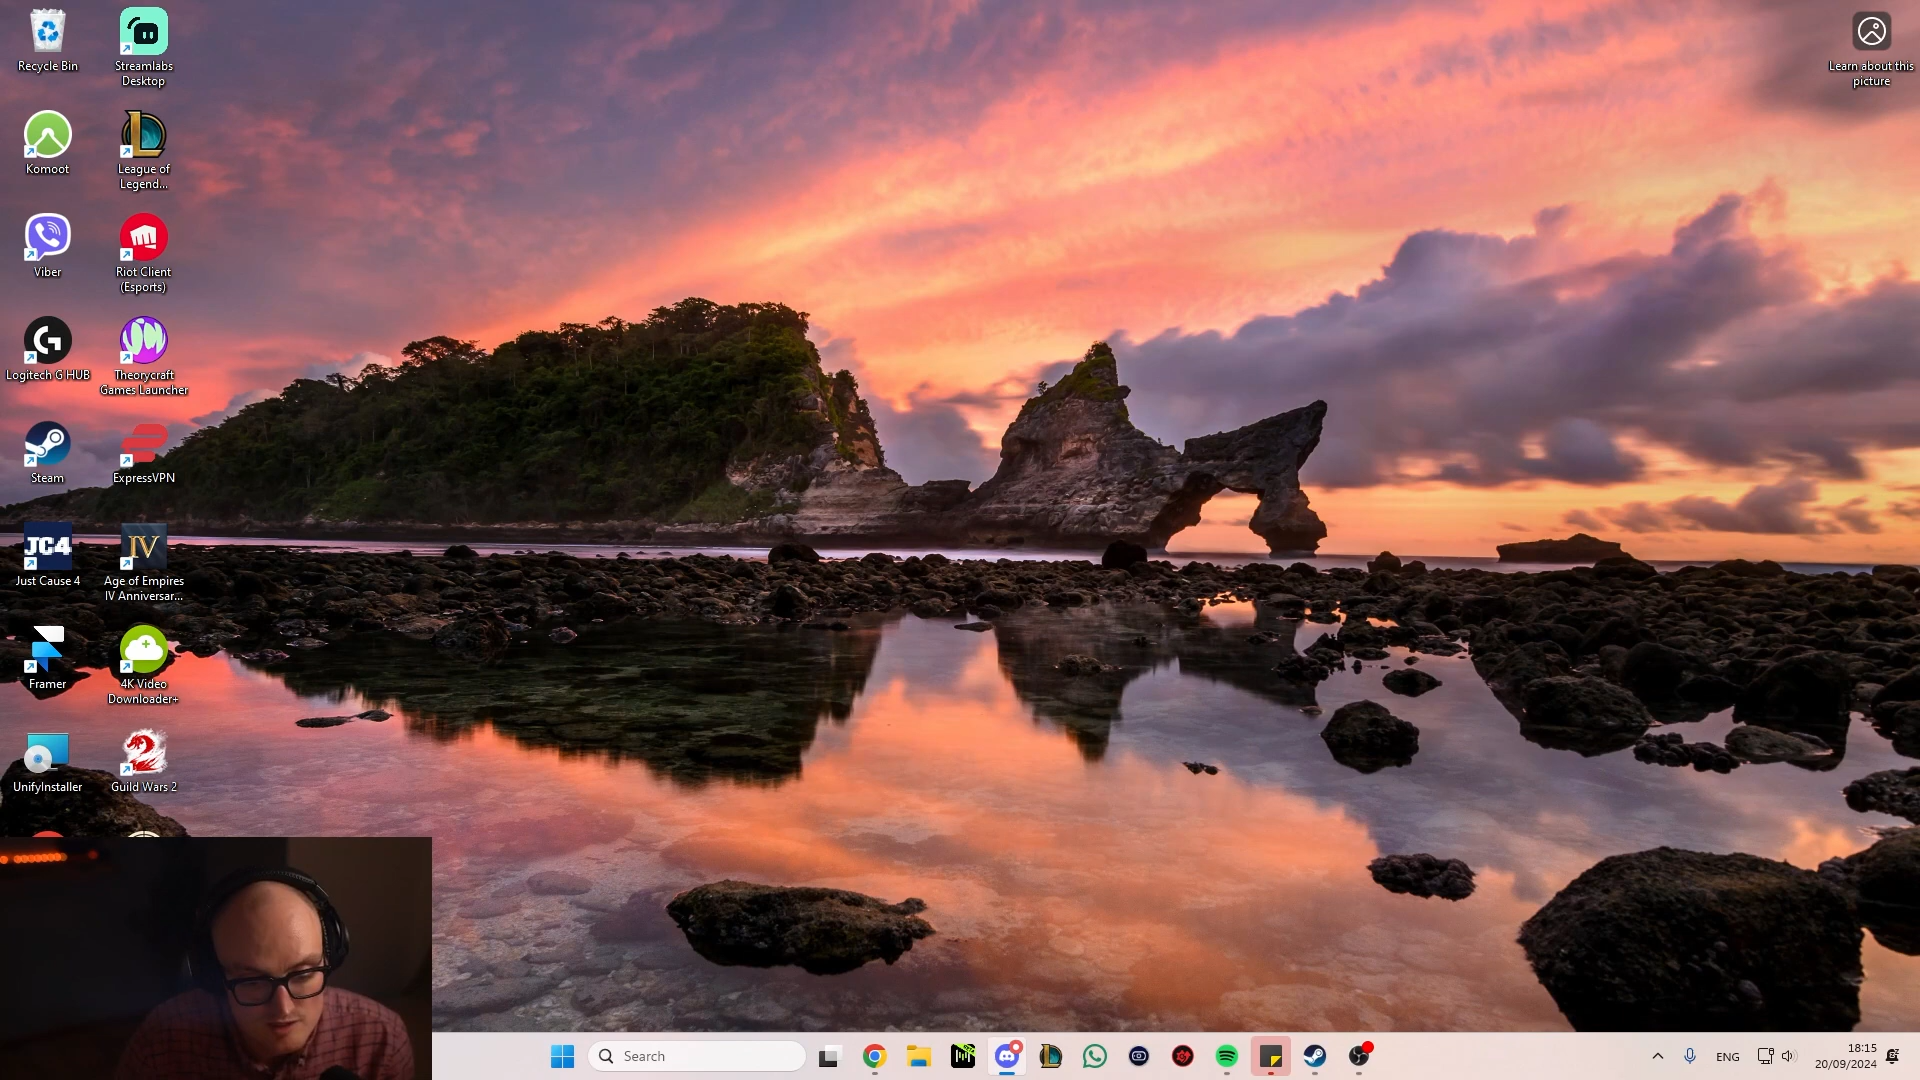 Recycle Bin
Streamlabs
Desktop
Learn about this
picture
Komoot
League of
Legend...
Viber
Riot Client
(Esports)
Logitech G HUB
Theorycraft
Games Launcher
Steam
ExpressVPN
JC4
Just Cause 4
IV
Age of Empires
IV Anniversar...
Framer
4K Video
Downloader+
UnifyInstaller
2
Guild Wars 2
Search
ENG
18:15
20/09/2024